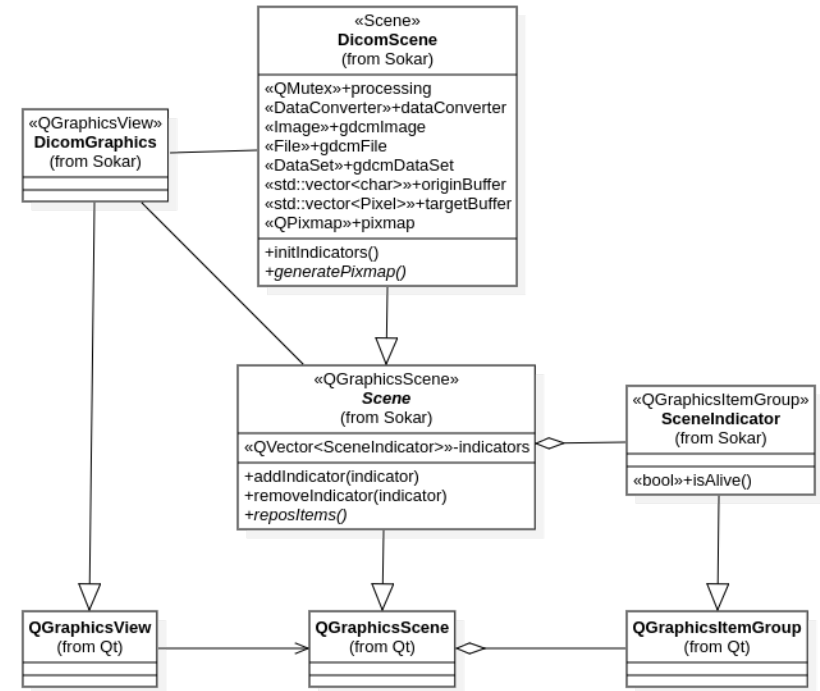 «Scene»
DicomScene
(from Sokar)
«QMutex»+processing
«DataConverter»+dataConverter
«Image»+gdcmImage
«File»+gdcmFile
«DataSet»+gdcmDataSet
«std::vector<char>»+originBuffer
«std::vector<Pixel>»+targetBuffer
«QPixmap»+pixmap
+initIndicators()
+generatePixmap()
«QGraphicsView»
DicomGraphics
(from Sokar)
«QGraphicsScene»
Scene
(from Sokar)
«QVector<SceneIndicator>»-indicators
+addIndicator(indicator)
+removeIndicator(indicator)
+reposItems()
«QGraphicsItemGroup»
SceneIndicator
(from Sokar)
«bool»+isAlive()
QGraphicsView
(from Qt)
QGraphicsScene
(from Qt)
QGraphicsItemGroup
(from Qt)